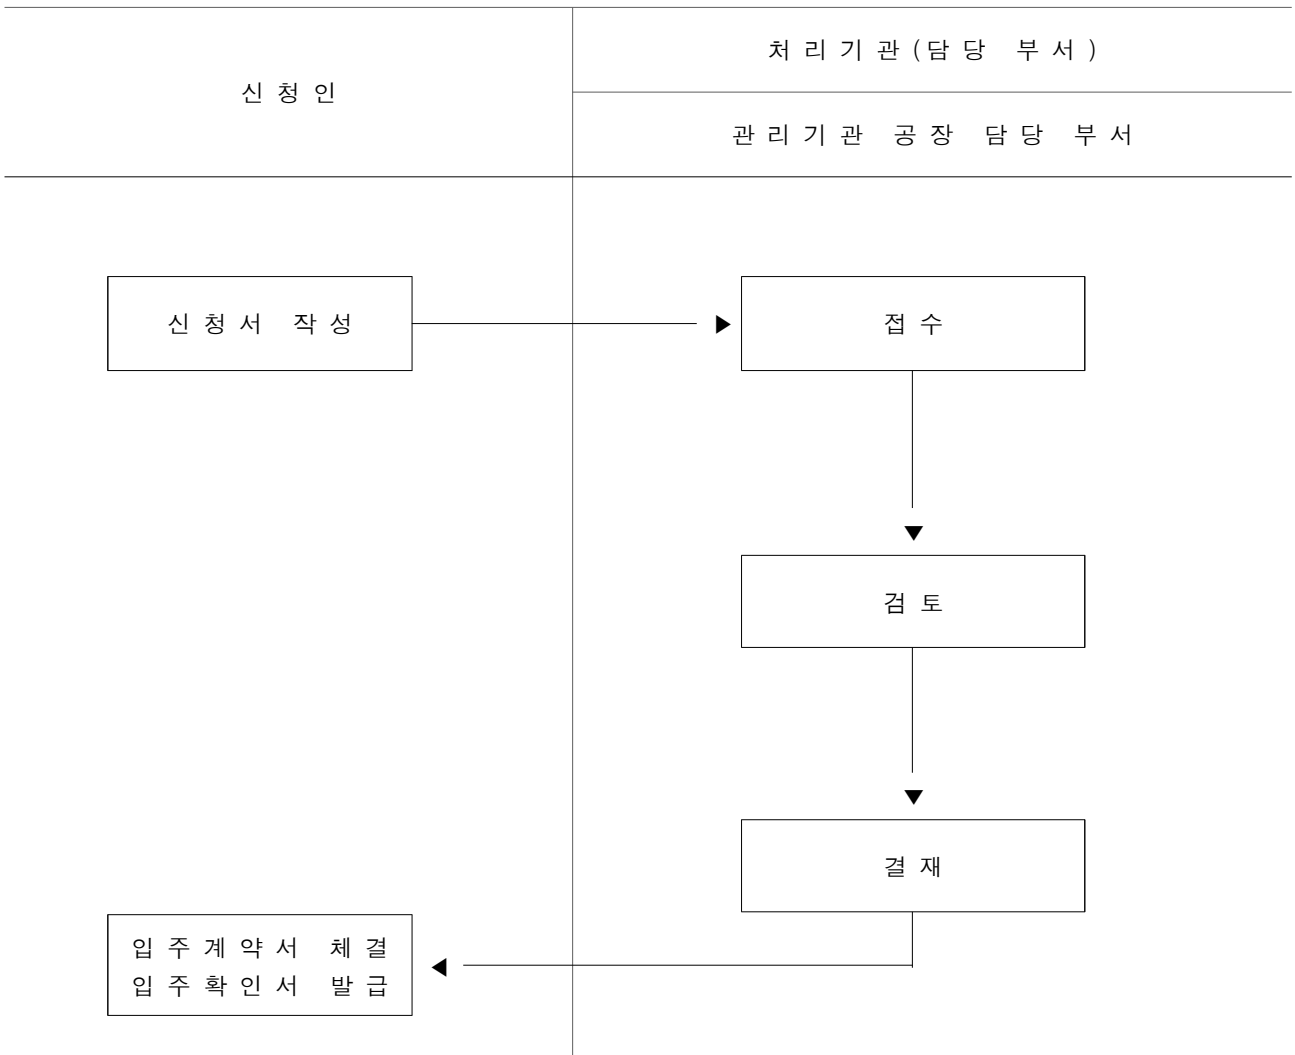 신청인
처리기관(담당 부서)
관리기관 공장 담당 부서
신청서 작성
접수
검토
결재
입주계약서 체결
입주확인서 발급